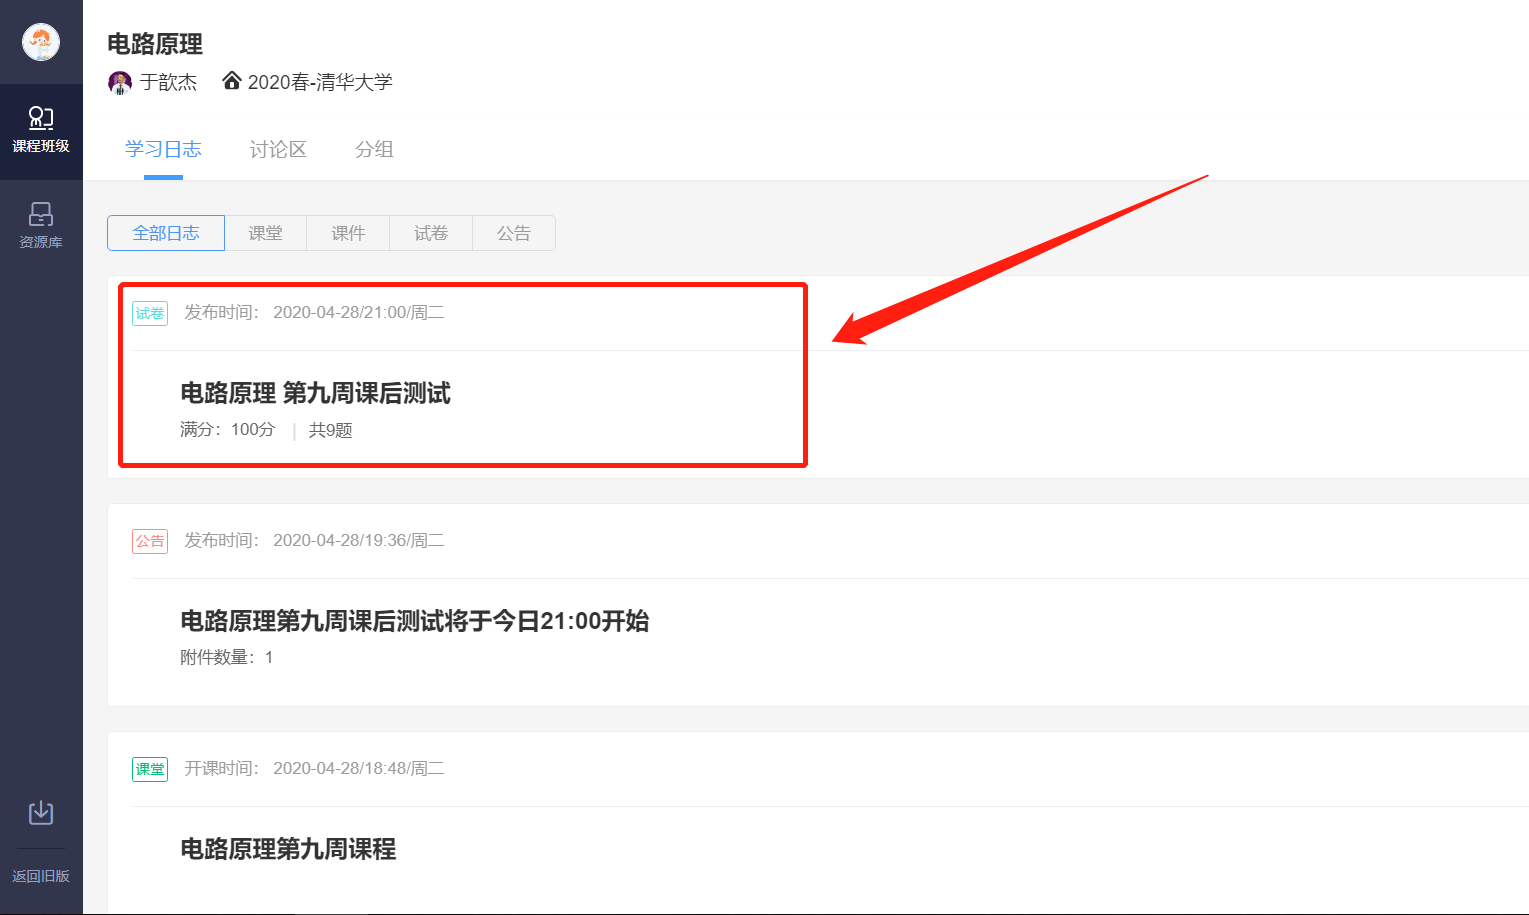 电路原理
于歆杰 2020春-清华大学
课程班级
学习日志 讨论区 分组
资源库
全部日志 课堂 课件 试卷 公告
试卷 发布时间： 2020-04-28/21:00/周二
电路原理 第九周课后测试
满分：100分 | 共9题
公告 发布时间： 2020-04-28/19:36/周二
电路原理第九周课后测试将于今日21:00开始
附件数量：1
课堂 开课时间： 2020-04-28/18:48/周二
电路原理第九周课程
返回旧版